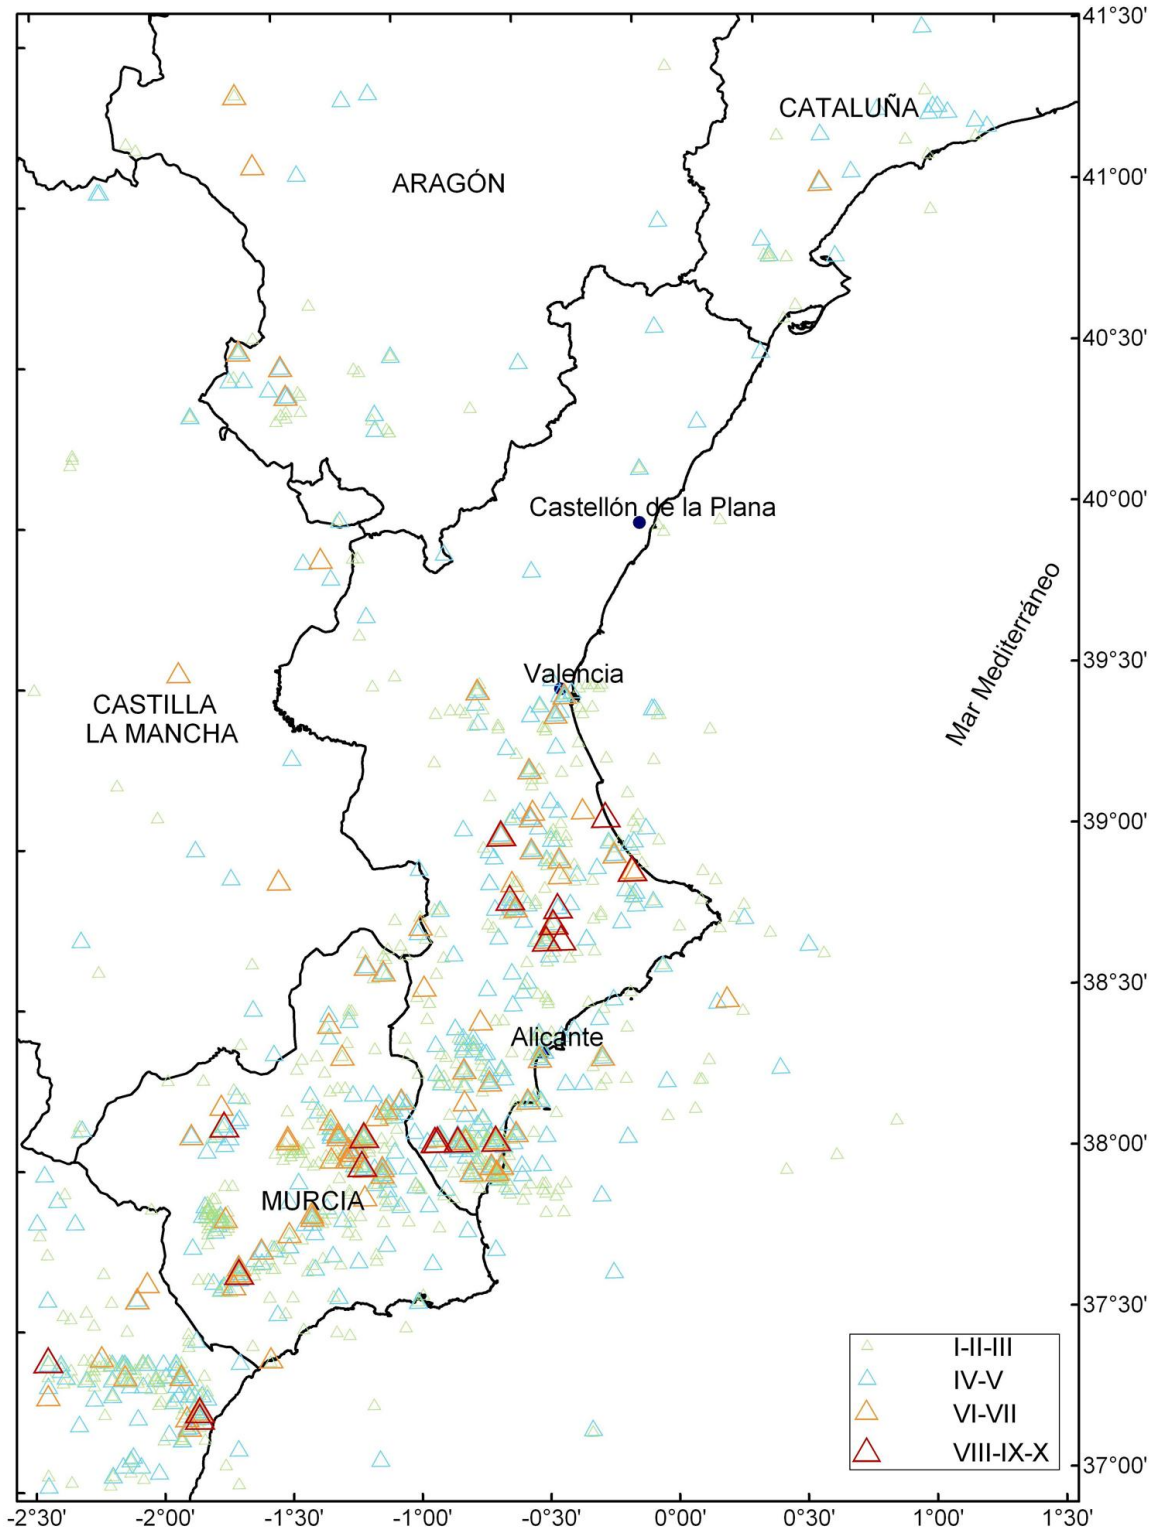 41°30'
CATALUÑA
ARAGÓN
41°00'
40°30'
Castellón de la Plana
40°00'
Mar Mediterráneo
Valencia
39°30'
CASTILLA
LA MANCHA
39°00'
38°30'
Alicante
38°00'
MURCIA
37°30'
I-II-III
IV-V
VI-VII
VIII-IX-X
37°00'
-2°30' -2°00' -1°30' -1°00' -0°30' 0°00' 0°30' 1°00' 1°30'